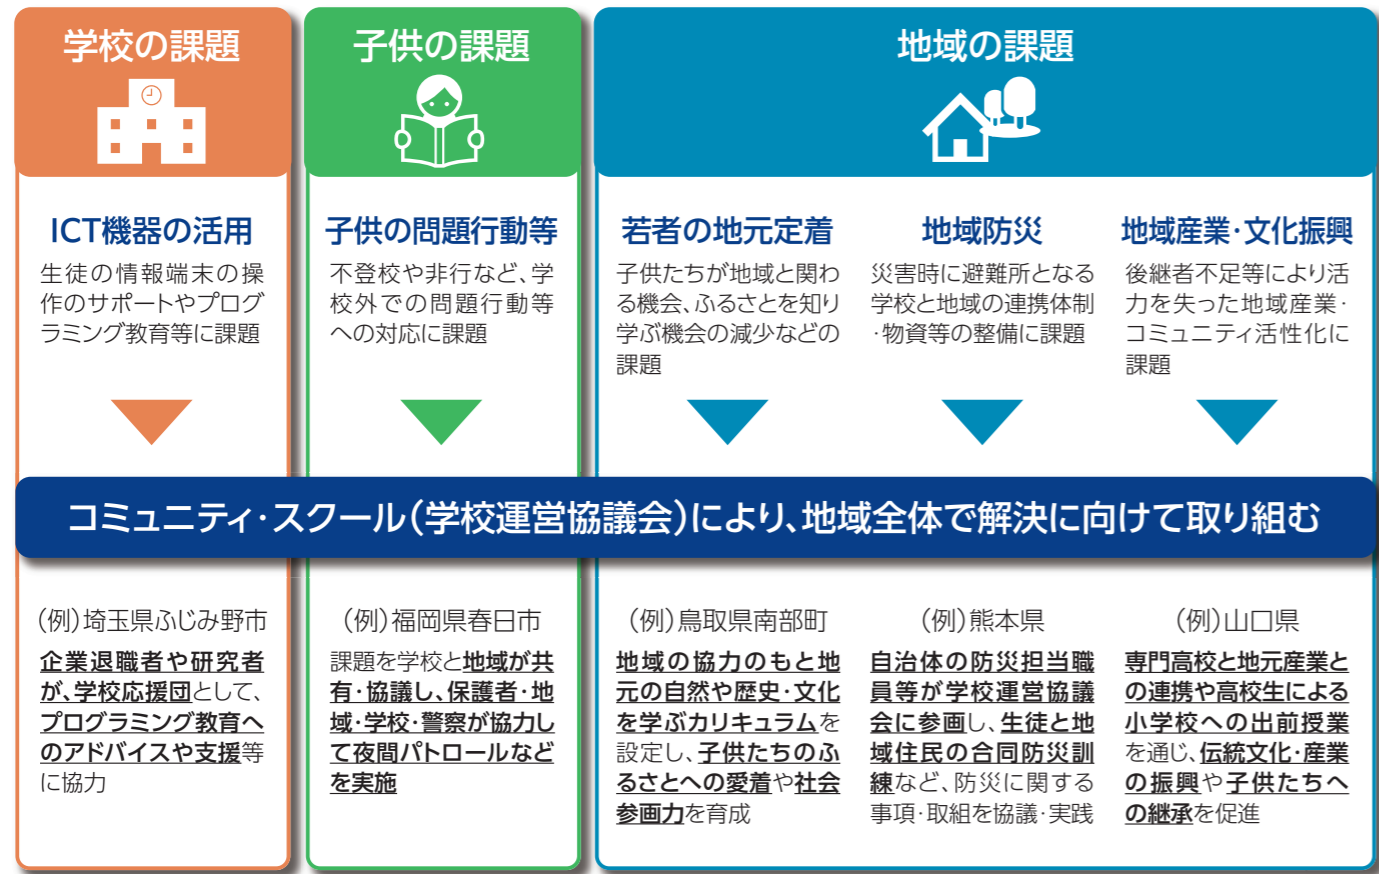 学校の課題
子供の課題
地域の課題
ICT機器の活用
生徒の情報端末の操
作のサポートやプログ
ラミング教育等に課題
子供の問題行動等
不登校や非行など、学
校外での問題行動等
への対応に課題
若者の地元定着
子供たちが地域と関わ
る機会、ふるさとを知り
学ぶ機会の減少などの
課題
地域防災
災害時に避難所となる
学校と地域の連携体制
・物資等の整備に課題
地域産業・文化振興
後継者不足等により活
力を失った地域産業・
コミュニティ活性化に
課題
コミュニティ・スクール(学校運営協議会)により、地域全体で解決に向けて取り組む
(例)埼玉県ふじみ野市
企業退職者や研究者
が、学校応援団として、
プログラミング教育へ
のアドバイスや支援等
に協力
(例)福岡県春日市
課題を学校と地域が共
有・協議し、保護者・地
域・学校・警察が協力し
て夜間パトロールなど
を実施
(例)鳥取県南部町
地域の協力のもと地
元の自然や歴史・文化
を学ぶカリキュラムを
設定し、子供たちのふ
るさとへの愛着や社会
参画力を育成
(例)熊本県
自治体の防災担当職
員等が学校運営協議
会に参画し、生徒と地
域住民の合同防災訓
練など、防災に関する
事項・取組を協議・実践
(例)山口県
専門高校と地元産業と
の連携や高校生による
小学校への出前授業
を通じ、伝統文化・産業
の振興や子供たちへ
の継承を促進